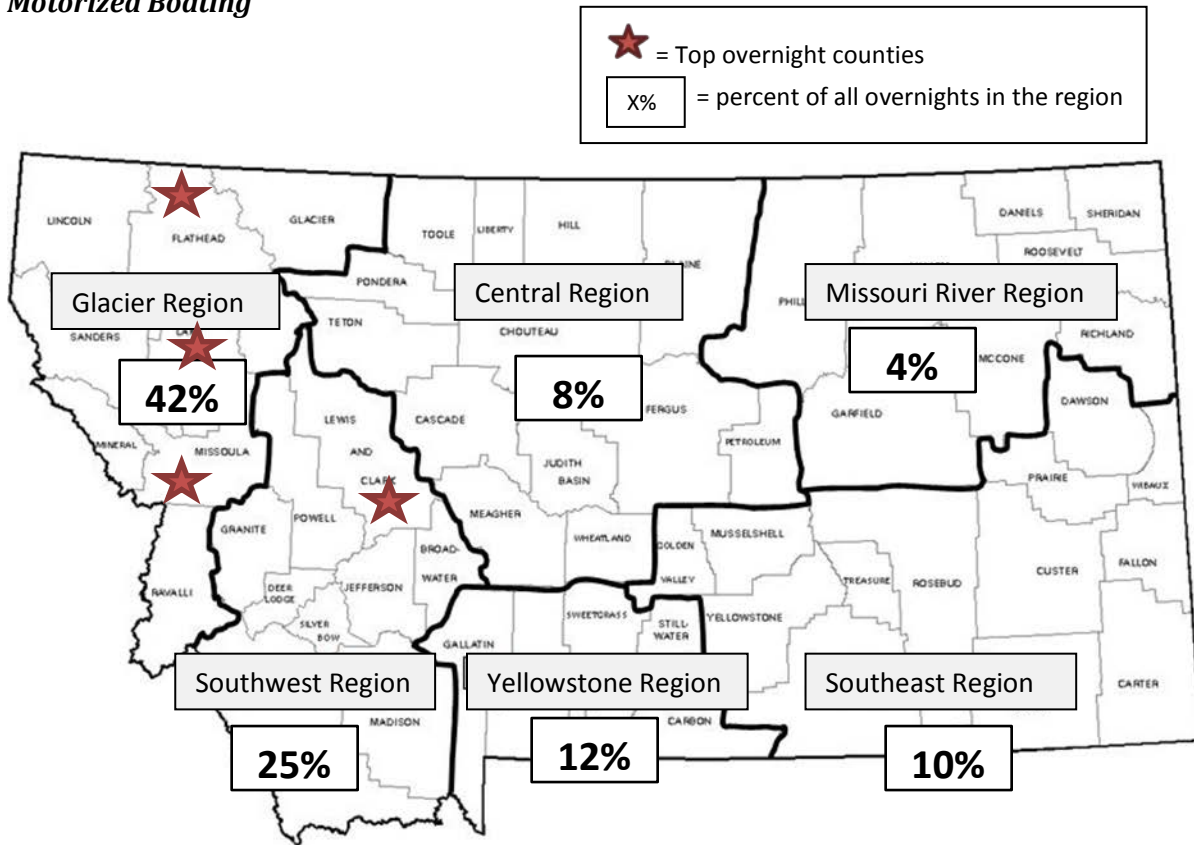 Motorized Boating
= Top overnight counties
X% = percent of all overnights in the region
LINCOLN
FLATHEAD
GLACIER
TOOLE
LIBERTY
HILL
DANIELS
SHERIDAN
ROOSEVELT
PONDERA
Glacier Region
Central Region
Missouri River Region
TETON
CHOUTEAU
SANDERS
RICHLAND
42%
8%
4%
MCCONE
DAWSON
LEWIS
AND
CLARK
CASCADE
FERGUS
GARFIELD
PETROLEUM
MINERAL
MISSOULA
JUDITH
BASIN
PRAIRIE
WIBAUX
GRANITE
POWELL
MEAGHER
WHEATLAND
GOLDEN
VALLEY
MUSSELSHELL
BROAD-
WATER
TREASURE
ROSEBUD
CUSTER
FALLON
RAVALLI
DEER
LODGE
JEFFERSON
SILVER
BOW
SWEETGRASS
STILL-
WATER
YELLOWSTONE
GALLATIN
Southwest Region
Yellowstone Region
Southeast Region
CARTER
MADISON
CARBON
25%
12%
10%